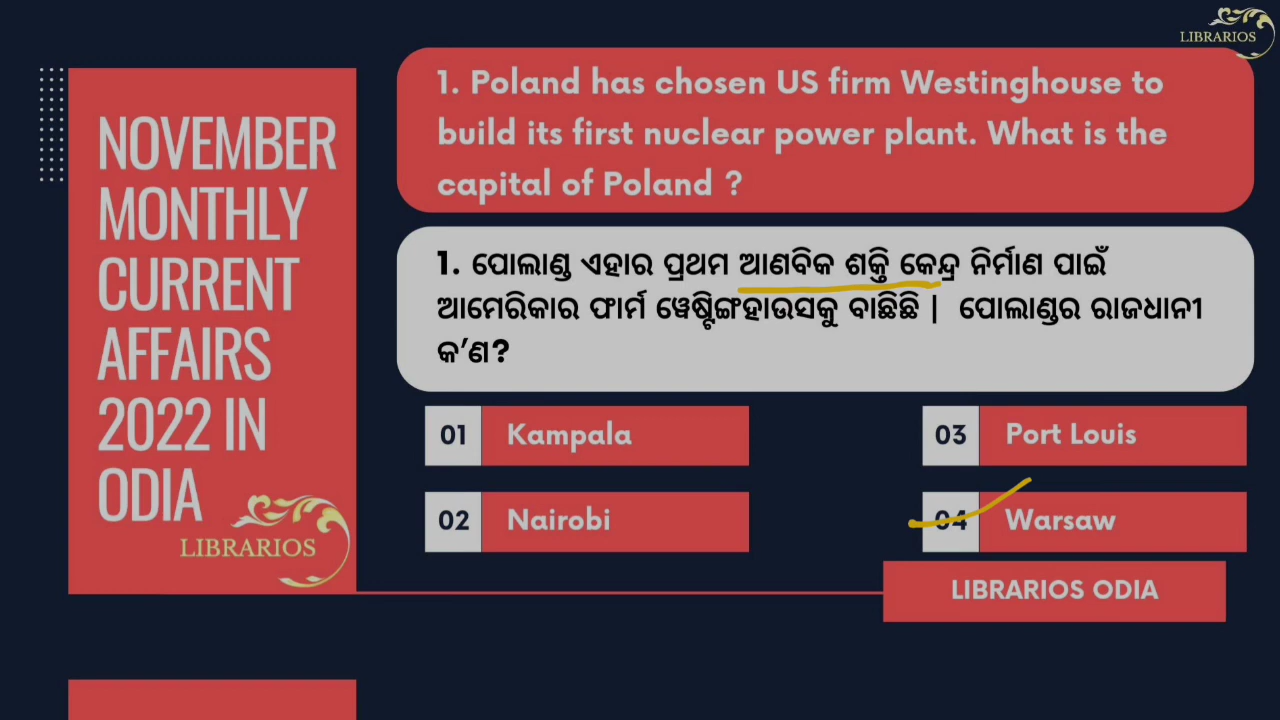 LIBRARIOS
NOVEMBER
MONTHLY
CURRENT
AFFAIRS
2022 IN
ODIA
LIBRARIOS
1. Poland has chosen US firm Westinghouse to
build its first nuclear power plant. What is the
capital of Poland ?
1. ପୋଲାଣ୍ଡ ଏହାର ପ୍ରଥମ ଆଣବିକ ଶକ୍ତି କେନ୍ଦ୍ର ନିର୍ମାଣ ପାଇଁ
ଆମେରିକାର ଫାର୍ମ ୱେଷ୍ଟିଙ୍ଗହାଉସକୁ ବାଛିଛି | ପୋଲାଣ୍ଡର ରାଜଧାନୀ
କ’ଣ?
01 Kampala
02 Nairobi
03 Port Louis
04 Warsaw
LIBRARIOS ODIA